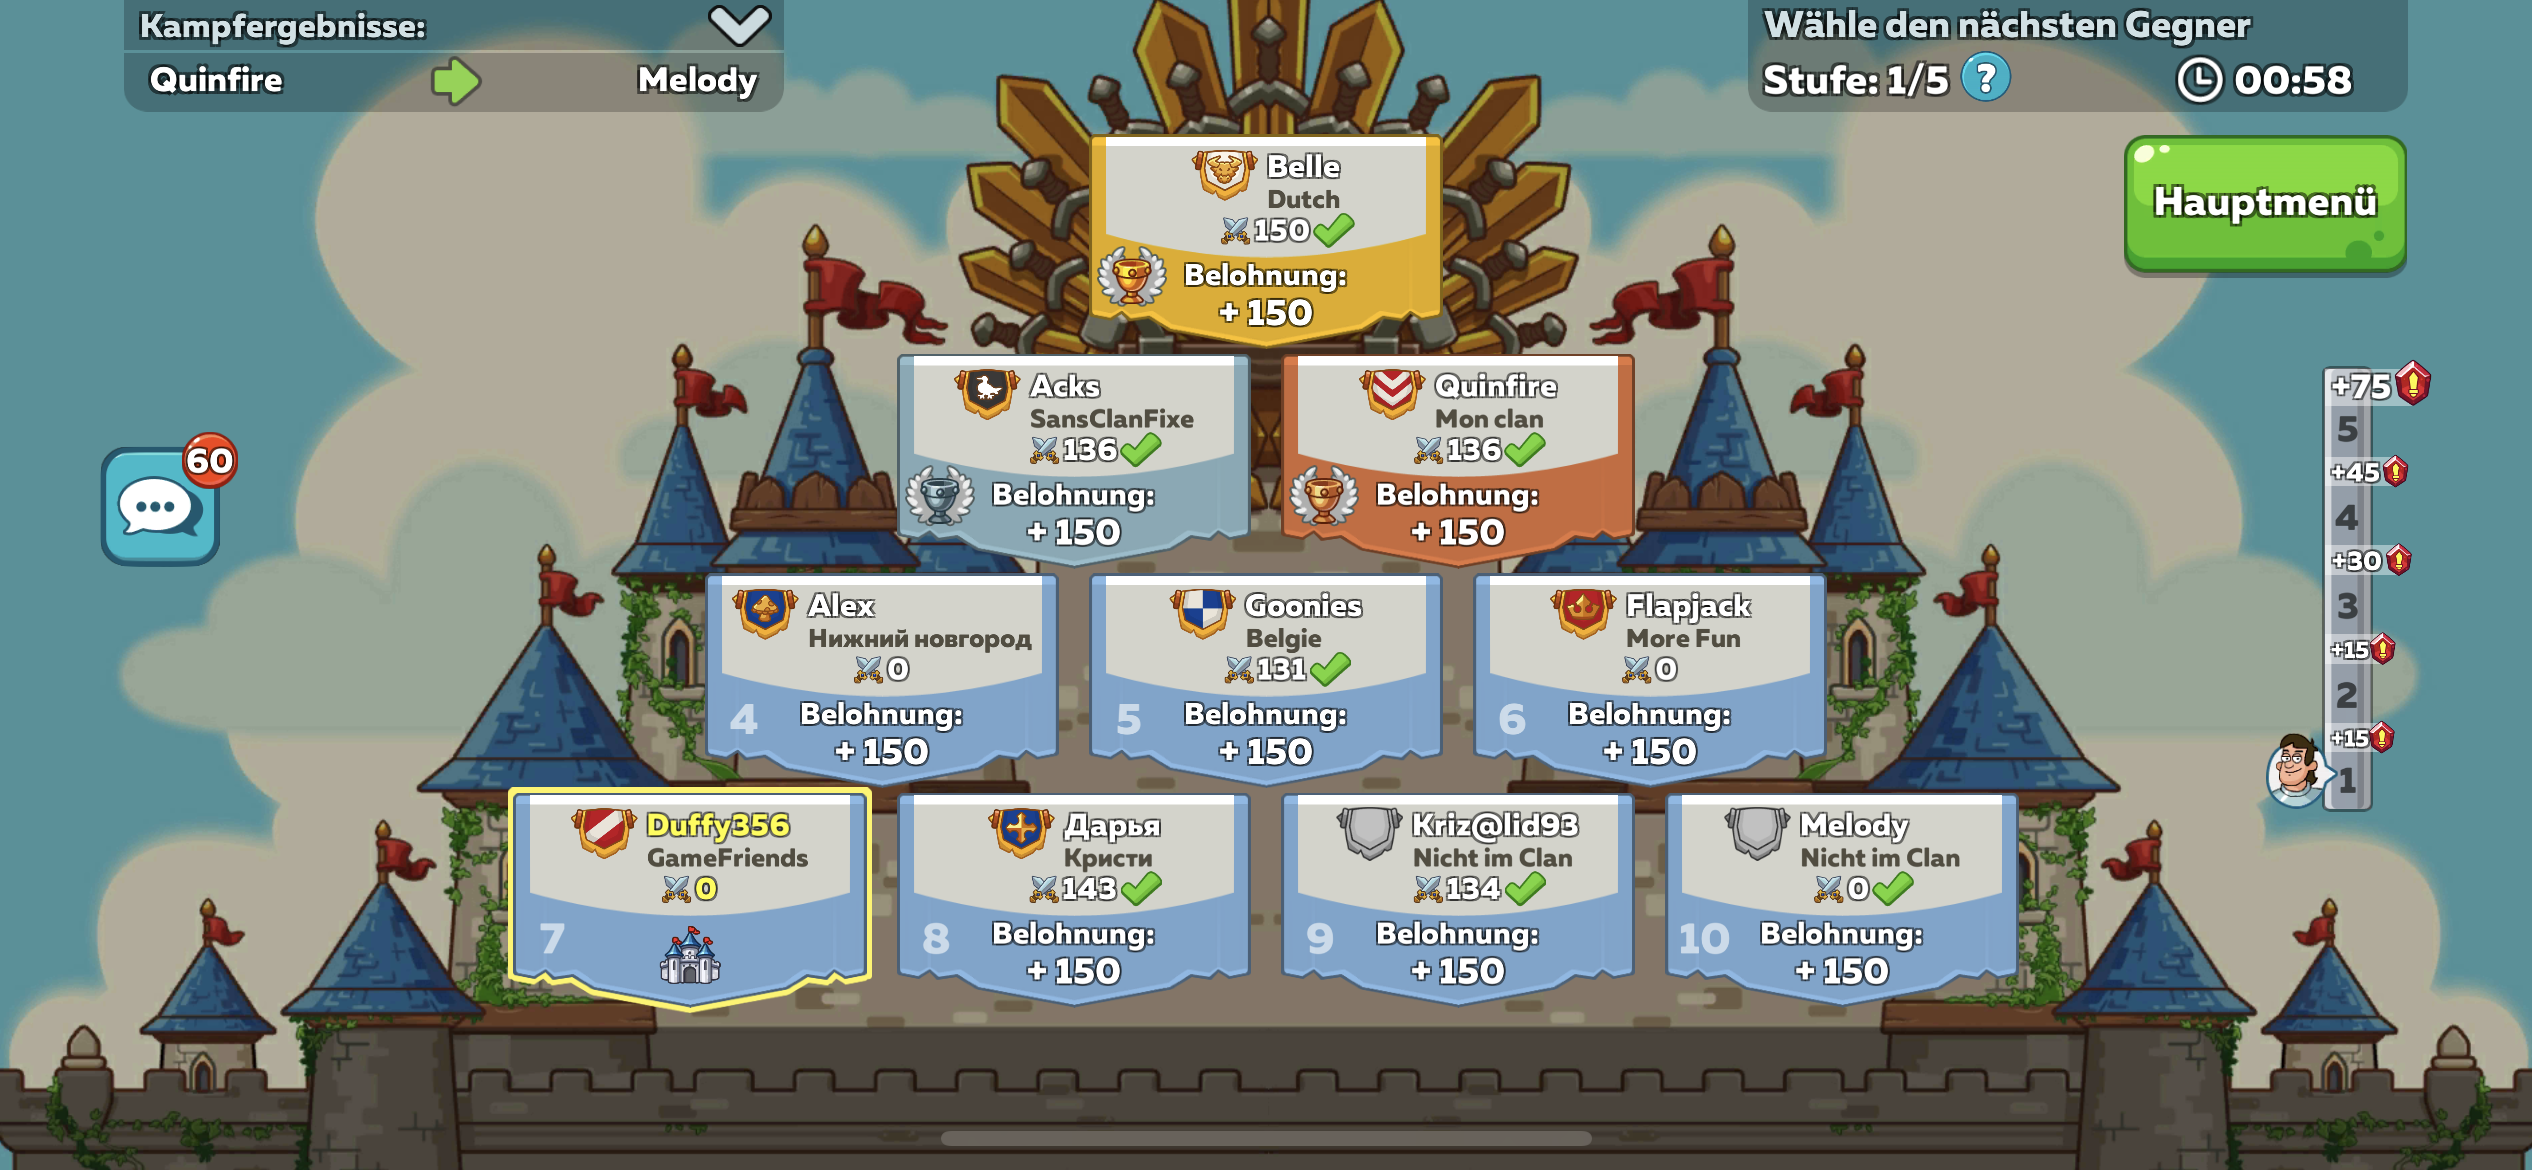 Kampfergebnisse:
Quinfire Melody
Wähle den nächsten Gegner
Stufe: 1/5 ? 00:58
Hauptmenü
Belle
Dutch
150
Belohnung:
+ 150
Acks
SansClanFixe
136
Belohnung:
+ 150
Quinfire
Mon clan
136
Belohnung:
+ 150
Alex
Нижний новгород
0
4 Belohnung:
+ 150
Goonies
Belgie
131
5 Belohnung:
+ 150
Flapjack
More Fun
0
6 Belohnung:
+ 150
Duffy356
GameFriends
0
7
Дарья
Кристи
143
8 Belohnung:
+ 150
Kriz@lid93
Nicht im Clan
134
9 Belohnung:
+ 150
Melody
Nicht im Clan
0
10 Belohnung:
+ 150
60
+75
5
+45
4
+30
3
+15
2
+15
1